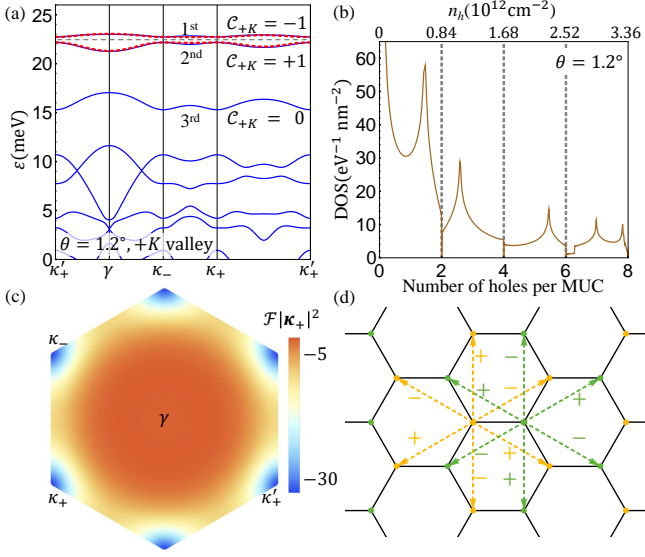 (a)
1st
𝒞₊K = −1
2nd
𝒞₊K = +1
3rd
𝒞₊K = 0
ε(meV)
20
15
10
5
0
θ = 1.2°, +K valley
κ′₊
γ
κ₋
κ₊
κ′₊
(b)
nₕ(10¹²cm⁻²)
0
0.84
1.68
2.52
3.36
θ = 1.2°
DOS(eV⁻¹ nm⁻²)
60
50
40
30
20
10
0
0
2
4
6
8
Number of holes per MUC
(c)
ℱ|κ₊|²
−5
−30
κ₋
γ
κ₊
κ′₊
(d)
+
−
−
+
+
−
−
+
−
+
+
−